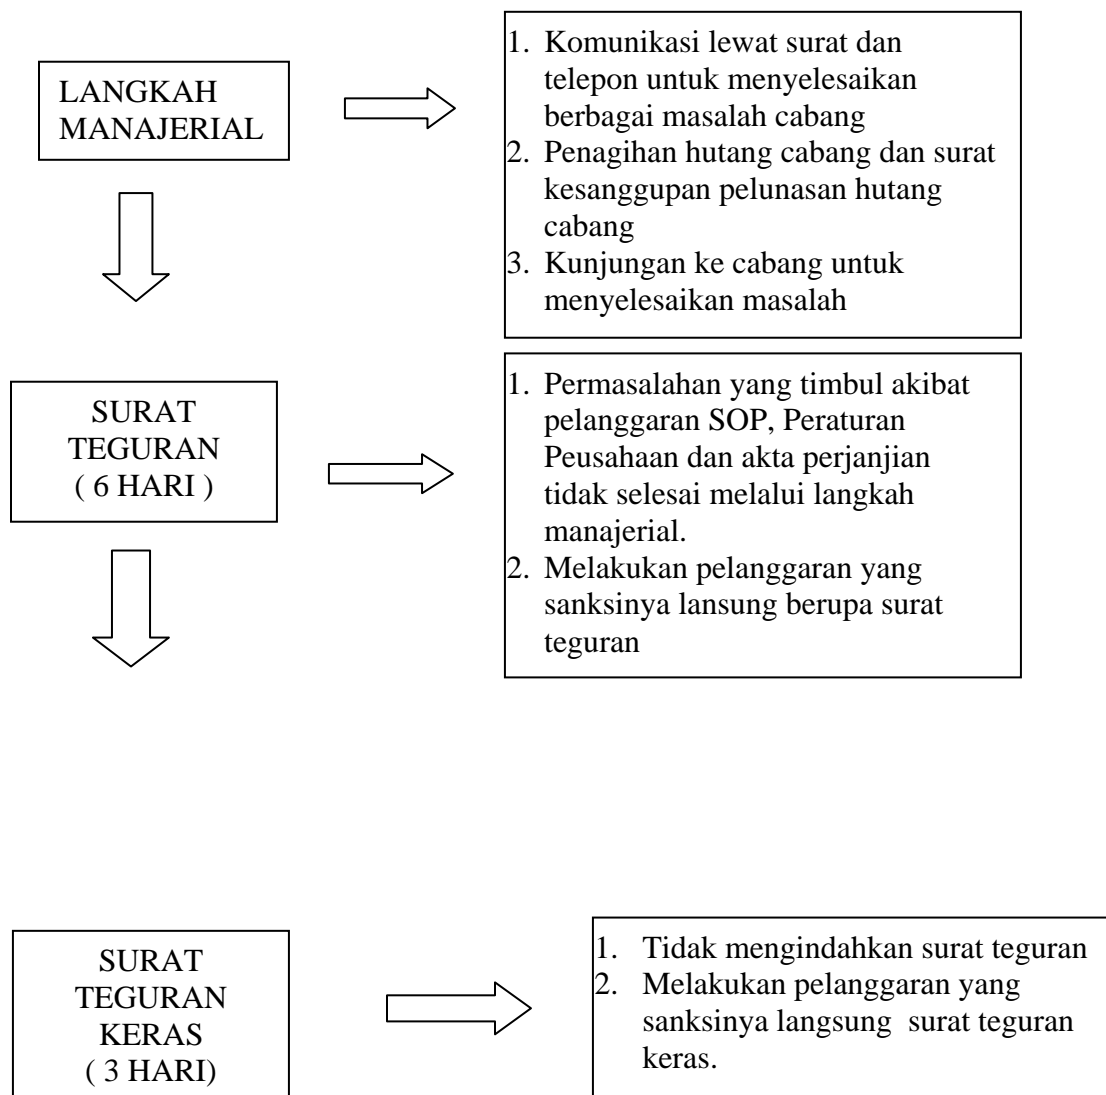 LANGKAH
MANAJERIAL
1. Komunikasi lewat surat dan
telepon untuk menyelesaikan
berbagai masalah cabang
2. Penagihan hutang cabang dan surat
kesanggupan pelunasan hutang
cabang
3. Kunjungan ke cabang untuk
menyelesaikan masalah
SURAT
TEGURAN
( 6 HARI )
1. Permasalahan yang timbul akibat
pelanggaran SOP, Peraturan
Peusahaan dan akta perjanjian
tidak selesai melalui langkah
manajerial.
2. Melakukan pelanggaran yang
sanksinya lansung berupa surat
teguran
SURAT
TEGURAN
KERAS
( 3 HARI)
1. Tidak mengindahkan surat teguran
2. Melakukan pelanggaran yang
sanksinya langsung surat teguran
keras.